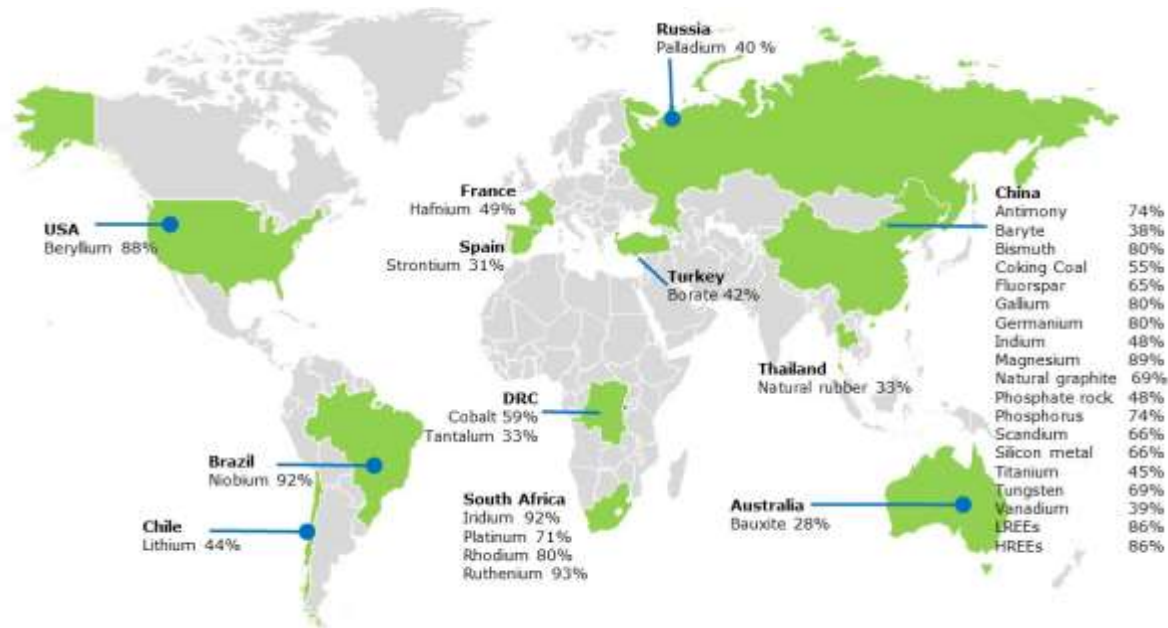 Russia
Palladium 40 %
France
Hafnium 49%
Spain
Strontium 31%
USA
Beryllium 88%
Turkey
Borate 42%
China
Antimony 74%
Baryte 38%
Bismuth 80%
Coking Coal 55%
Fluorspar 65%
Gallium 80%
Germanium 80%
Indium 48%
Magnesium 89%
Natural graphite 69%
Phosphate rock 48%
Phosphorus 74%
Scandium 66%
Silicon metal 66%
Titanium 45%
Tungsten 69%
Vanadium 39%
LREEs 86%
HREEs 86%
Thailand
Natural rubber 33%
DRC
Cobalt 59%
Tantalum 33%
Brazil
Niobium 92%
South Africa
Iridium 92%
Platinum 71%
Rhodium 80%
Ruthenium 93%
Australia
Bauxite 28%
Chile
Lithium 44%